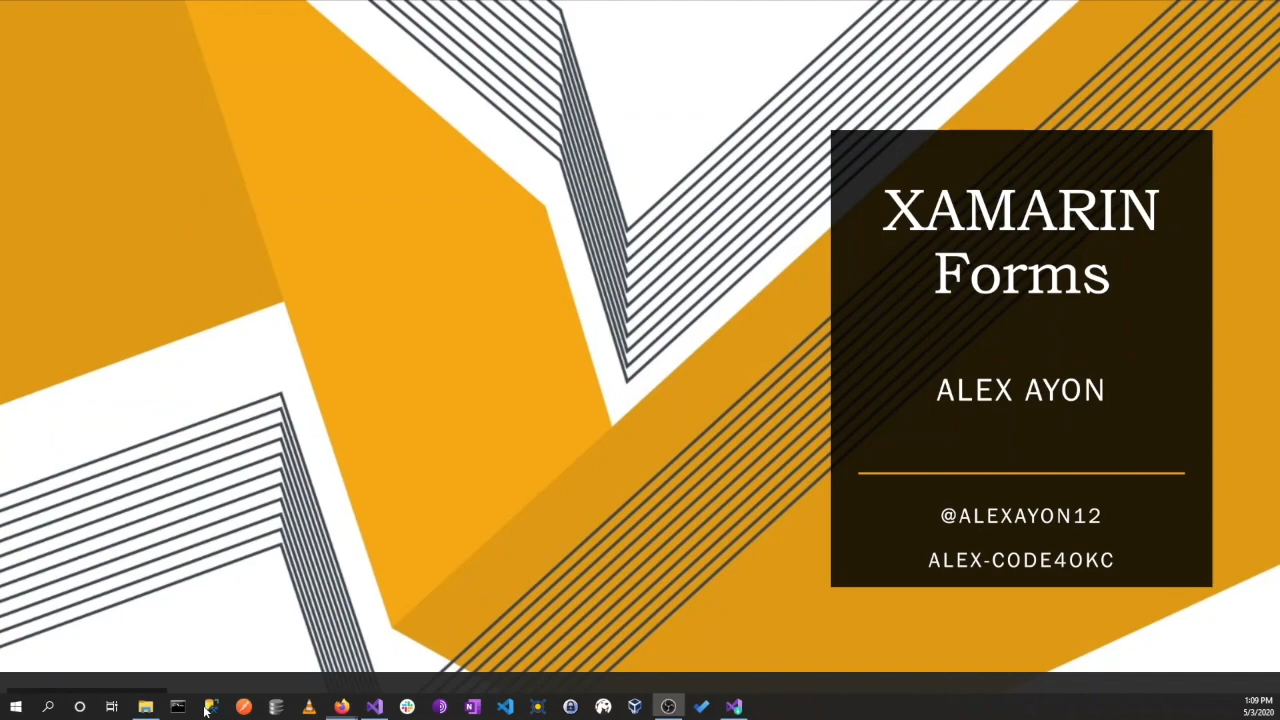 XAMARIN
Forms
ALEX AYON
@ALEXAYON12
ALEX-CODE4OKC
1:09 PM
5/3/2020